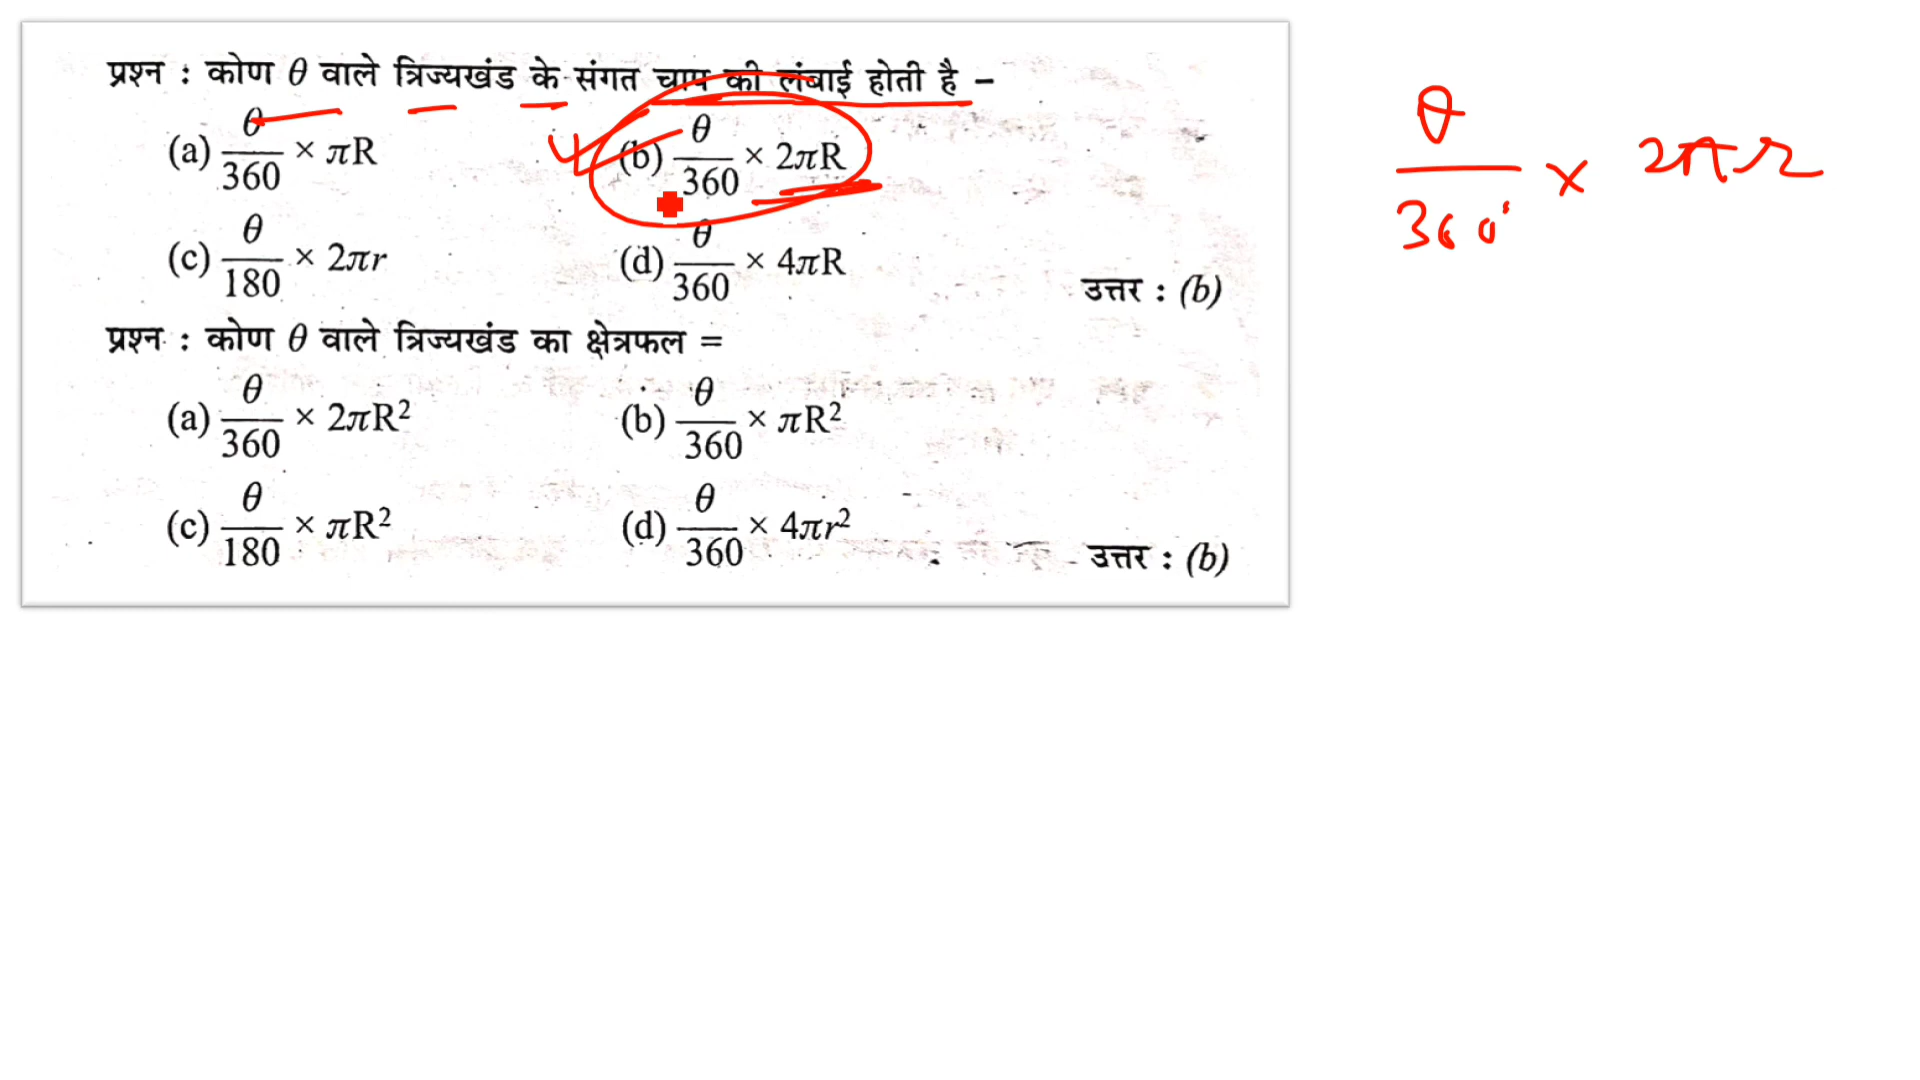 प्रश्न : कोण θ वाले त्रिज्यखंड के संगत चाप की लंबाई होती है –
(a) θ/360 × πR (b) θ/360 × 2πR
(c) θ/180 × 2πr (d) θ/360 × 4πR
उत्तर : (b)
प्रश्न : कोण θ वाले त्रिज्यखंड का क्षेत्रफल =
(a) θ/360 × 2πR² (b) θ/360 × πR²
(c) θ/180 × πR² (d) θ/360 × 4πr²
उत्तर : (b)
θ/360° × 2πr